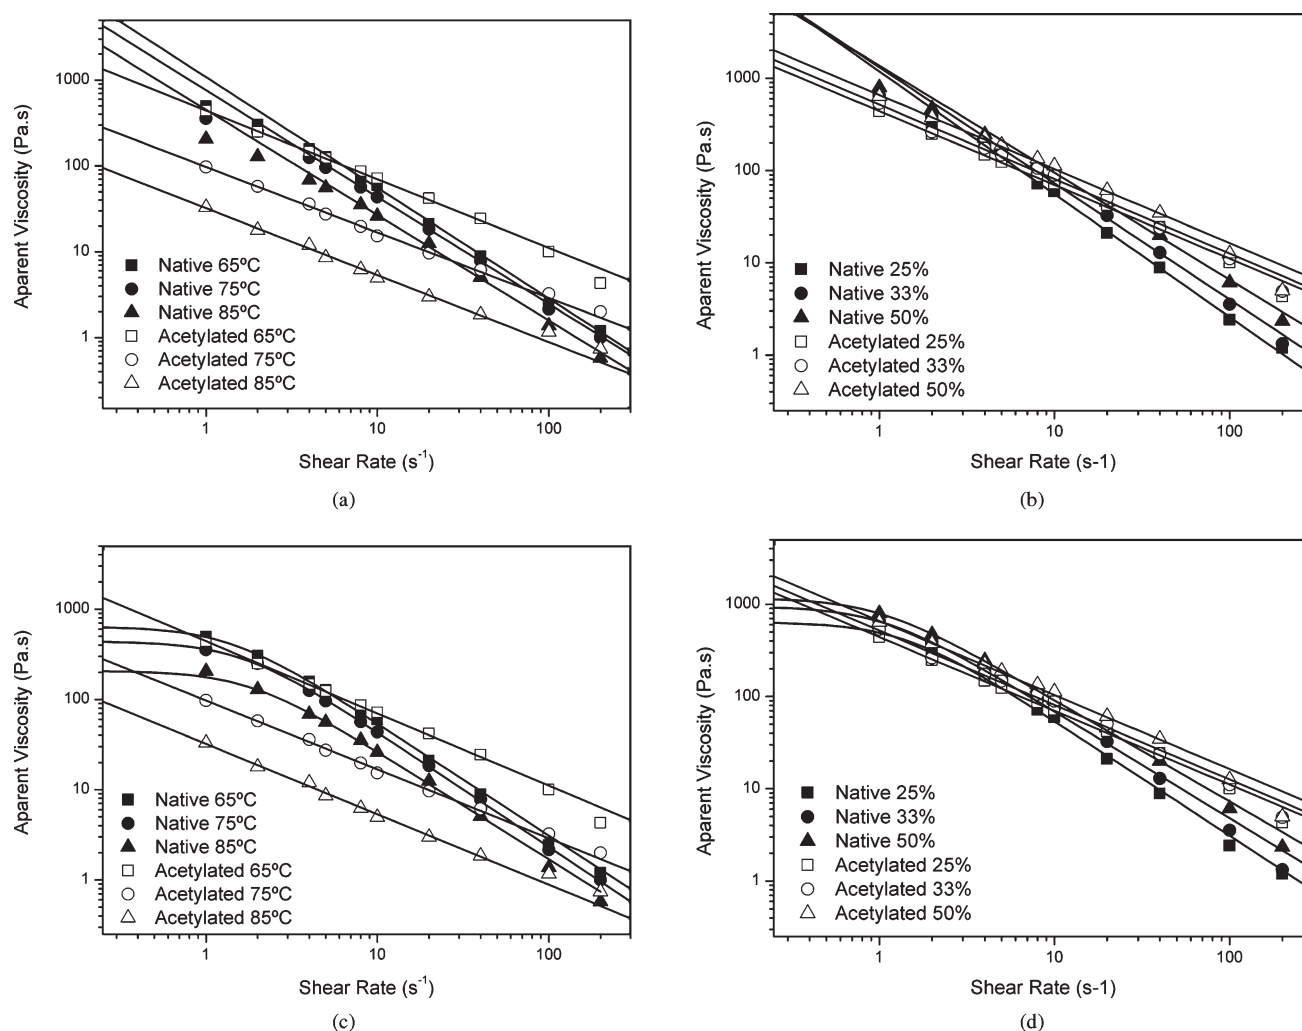 Aparent Viscosity (Pa.s)
1000
100
10
1
Native 65ºC
Native 75ºC
Native 85ºC
Acetylated 65ºC
Acetylated 75ºC
Acetylated 85ºC
1
10
100
Shear Rate (s-1)
(a)
Aparent Viscosity (Pa.s)
1000
100
10
1
Native 25%
Native 33%
Native 50%
Acetylated 25%
Acetylated 33%
Acetylated 50%
1
10
100
Shear Rate (s-1)
(b)
Aparent Viscosity (Pa.s)
1000
100
10
1
Native 65ºC
Native 75ºC
Native 85ºC
Acetylated 65ºC
Acetylated 75ºC
Acetylated 85ºC
1
10
100
Shear Rate (s-1)
(c)
Aparent Viscosity (Pa.s)
1000
100
10
1
Native 25%
Native 33%
Native 50%
Acetylated 25%
Acetylated 33%
Acetylated 50%
1
10
100
Shear Rate (s-1)
(d)